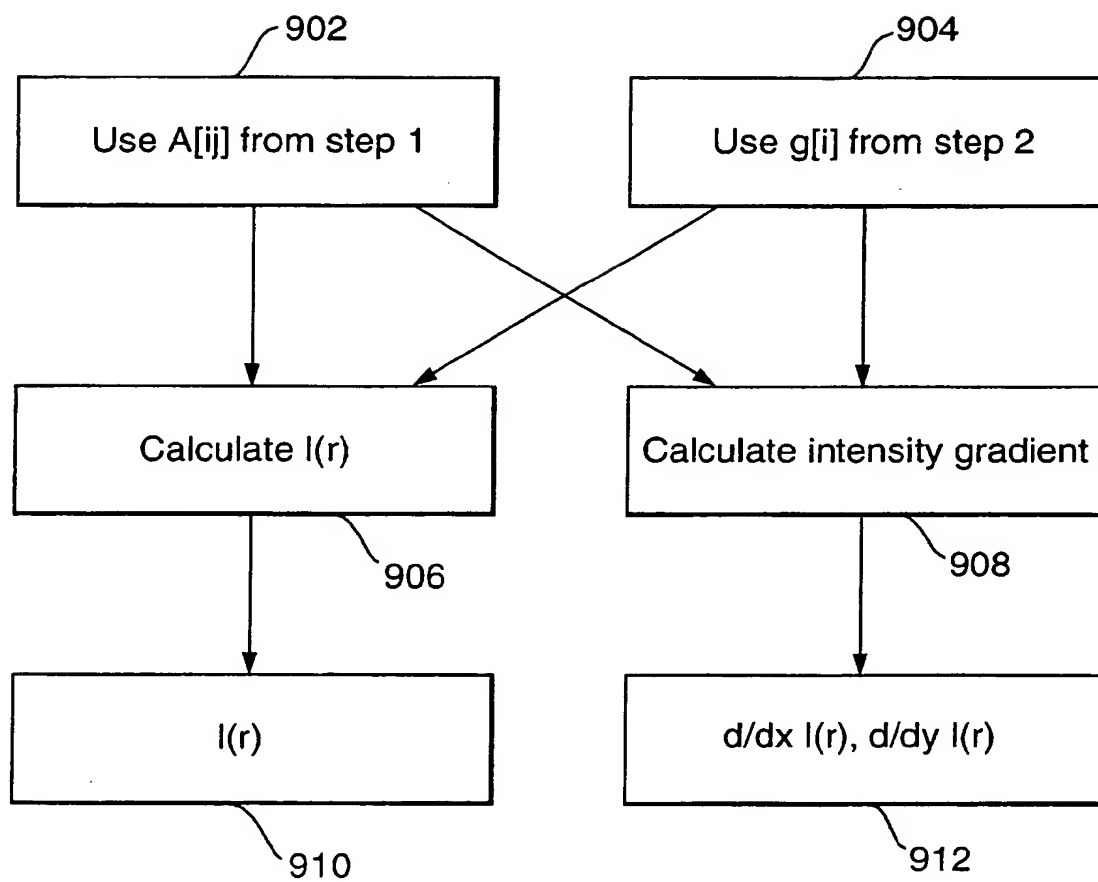 902
904
Use A[ij] from step 1
Use g[i] from step 2
Calculate I(r)
Calculate intensity gradient
906
908
I(r)
d/dx I(r), d/dy I(r)
910
912